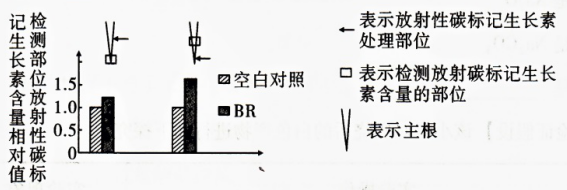 检测部位放射性碳标
记生长素含量相对值
1.5
1.0
0.5
0
空白对照
BR
表示放射性碳标记生长素
处理部位
表示检测放射碳标记生长
素含量的部位
表示主根